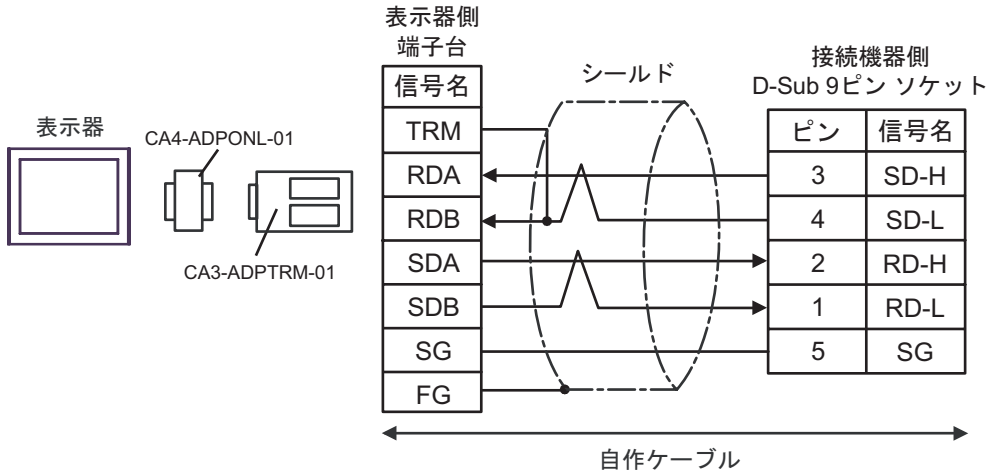 表示器
CA4-ADPONL-01
CA3-ADPTRM-01
表示器側
端子台
信号名
TRM
RDA
RDB
SDA
SDB
SG
FG
シールド
接続機器側
D-Sub 9ピン ソケット
ピン 信号名
3 SD-H
4 SD-L
2 RD-H
1 RD-L
5 SG
自作ケーブル